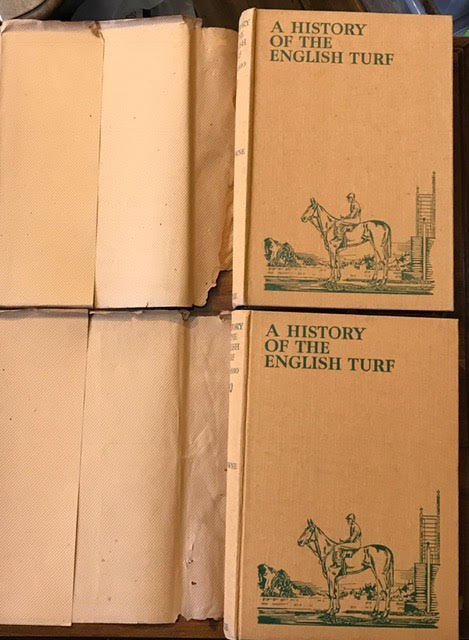 A HISTORY
OF THE
ENGLISH TURF
A HISTORY
OF THE
ENGLISH TURF